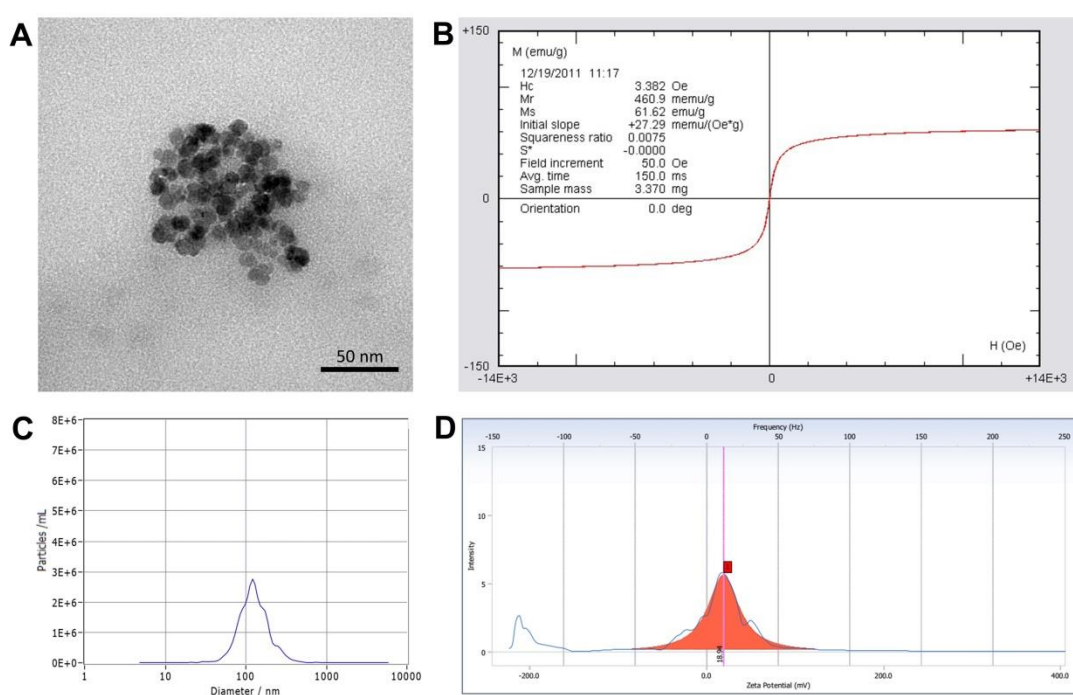 A
50 nm
B
+150
M (emu/g)
12/19/2011 11:17
Hc 3.382 Oe
Mr 460.9 memu/g
Ms 61.62 emu/g
Initial slope +27.29 memu/(Oe*g)
Squareness ratio 0.0075
S* -0.0000
Field increment 50.0 Oe
Avg. time 150.0 ms
Sample mass 3.370 mg
Orientation 0.0 deg
0
H (Oe)
-150
-14E+3 0 +14E+3
C
8E+6
7E+6
6E+6
5E+6
4E+6
3E+6
2E+6
1E+6
0E+0
Particles /mL
1 10 100 1000 10000
Diameter / nm
D
Frequency (Hz)
-150 -100 -50 0 50 100 150 200 250
15
10
5
0
Intensity
18.94
-200.0 0.0 200.0 400.0
Zeta Potential (mV)